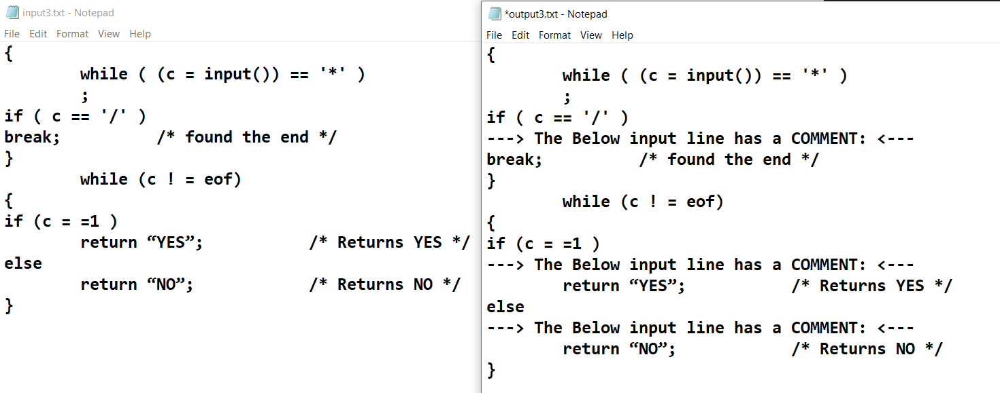 input3.txt - Notepad
File Edit Format View Help
{
while ( (c = input()) == '*' )
;
if ( c == '/' )
break; /* found the end */
}
while (c ! = eof)
{
if (c = =1 )
return “YES”; /* Returns YES */
else
return “NO”; /* Returns NO */
}
*output3.txt - Notepad
File Edit Format View Help
{
while ( (c = input()) == '*' )
;
if ( c == '/' )
---> The Below input line has a COMMENT: <---
break; /* found the end */
}
while (c ! = eof)
{
if (c = =1 )
---> The Below input line has a COMMENT: <---
return “YES”; /* Returns YES */
else
---> The Below input line has a COMMENT: <---
return “NO”; /* Returns NO */
}